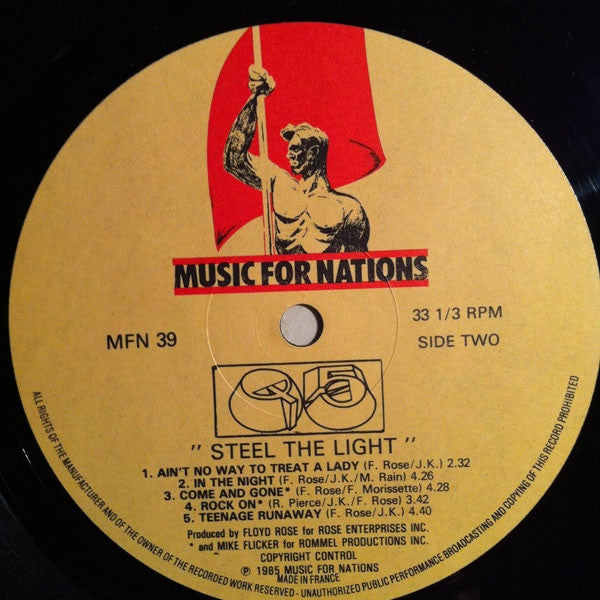 MUSIC FOR NATIONS
MFN 39
33 1/3 RPM
SIDE TWO
Q5
" STEEL THE LIGHT "
1. AIN'T NO WAY TO TREAT A LADY (F. Rose/J.K.) 2.32
2. IN THE NIGHT (F. Rose/J.K./M. Rain) 4.26
3. COME AND GONE* (F. Rose/F. Morissette) 4.28
4. ROCK ON* (R. Pierce/J.K./F. Rose) 3.42
5. TEENAGE RUNAWAY (F. Rose/J.K.) 4.40
Produced by FLOYD ROSE for ROSE ENTERPRISES INC.
* and MIKE FLICKER for ROMMEL PRODUCTIONS INC.
COPYRIGHT CONTROL
℗ 1985 MUSIC FOR NATIONS
MADE IN FRANCE
ALL RIGHTS OF THE MANUFACTURER AND OF THE OWNER OF THE RECORDED WORK RESERVED - UNAUTHORIZED PUBLIC PERFORMANCE BROADCASTING AND COPYING OF THIS RECORD PROHIBITED